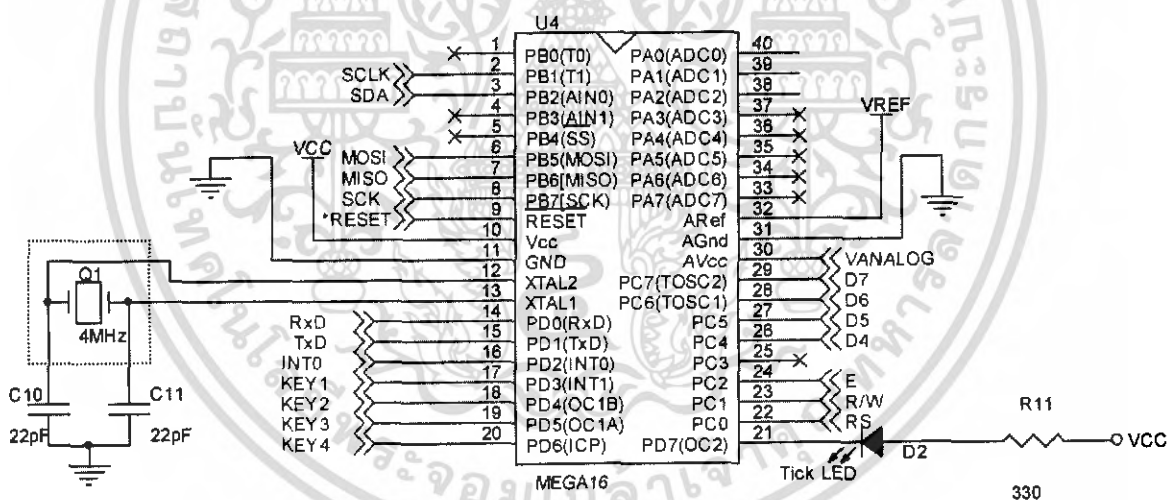 U4
1 PB0(T0) PA0(ADC0) 40
SCLK 2 PB1(T1) PA1(ADC1) 39
SDA 3 PB2(AIN0) PA2(ADC2) 38
4 PB3(AIN1) PA3(ADC3) 37
5 PB4(SS) PA4(ADC4) 36
MOSI 6 PB5(MOSI) PA5(ADC5) 35
MISO 7 PB6[MISO) PA6(ADC6) 34
SCK 8 PB7[SCK) PA7(ADC7) 33
*RESET 9 RESET ARef 32
10 Vcc AGnd 31
11 GND AVcc 30 VANALOG
12 XTAL2 PC7(TOSC2) 29 D7
13 XTAL1 PC6(TOSC1) 28 D6
RxD 14 PD0(RxD) PC5 27 D5
TxD 15 PD1(TxD) PC4 26 D4
INT0 16 PD2(INT0) PC3 25
KEY1 17 PD3(INT1) PC2 24 E
KEY2 18 PD4(OC1B) PC1 23 R/W
KEY3 19 PD5(OC1A) PC0 22 RS
KEY4 20 PD6(ICP) PD7(OC2) 21
MEGA16
VCC
VREF
Q1
4MHz
C10
22pF
C11
22pF
Tick LED
D2
R11
330
VCC